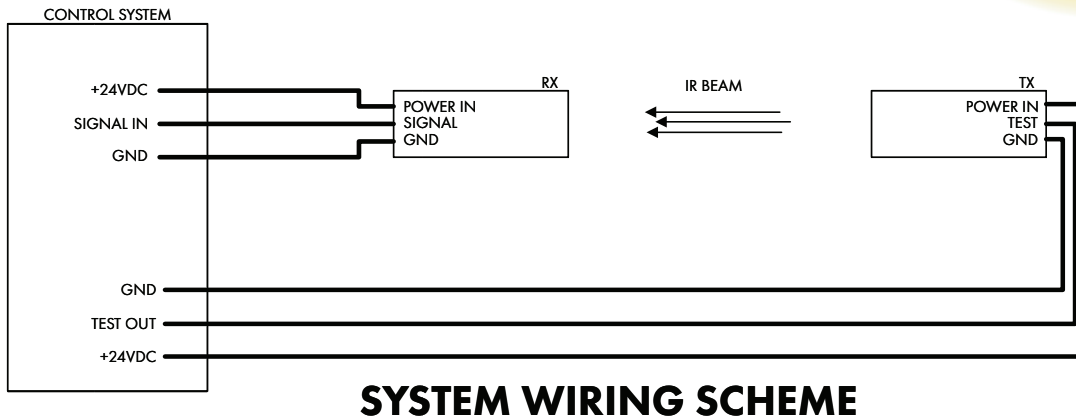 CONTROL SYSTEM
+24VDC
SIGNAL IN
GND
GND
TEST OUT
+24VDC
RX
POWER IN
SIGNAL
GND
IR BEAM
TX
POWER IN
TEST
GND
SYSTEM WIRING SCHEME